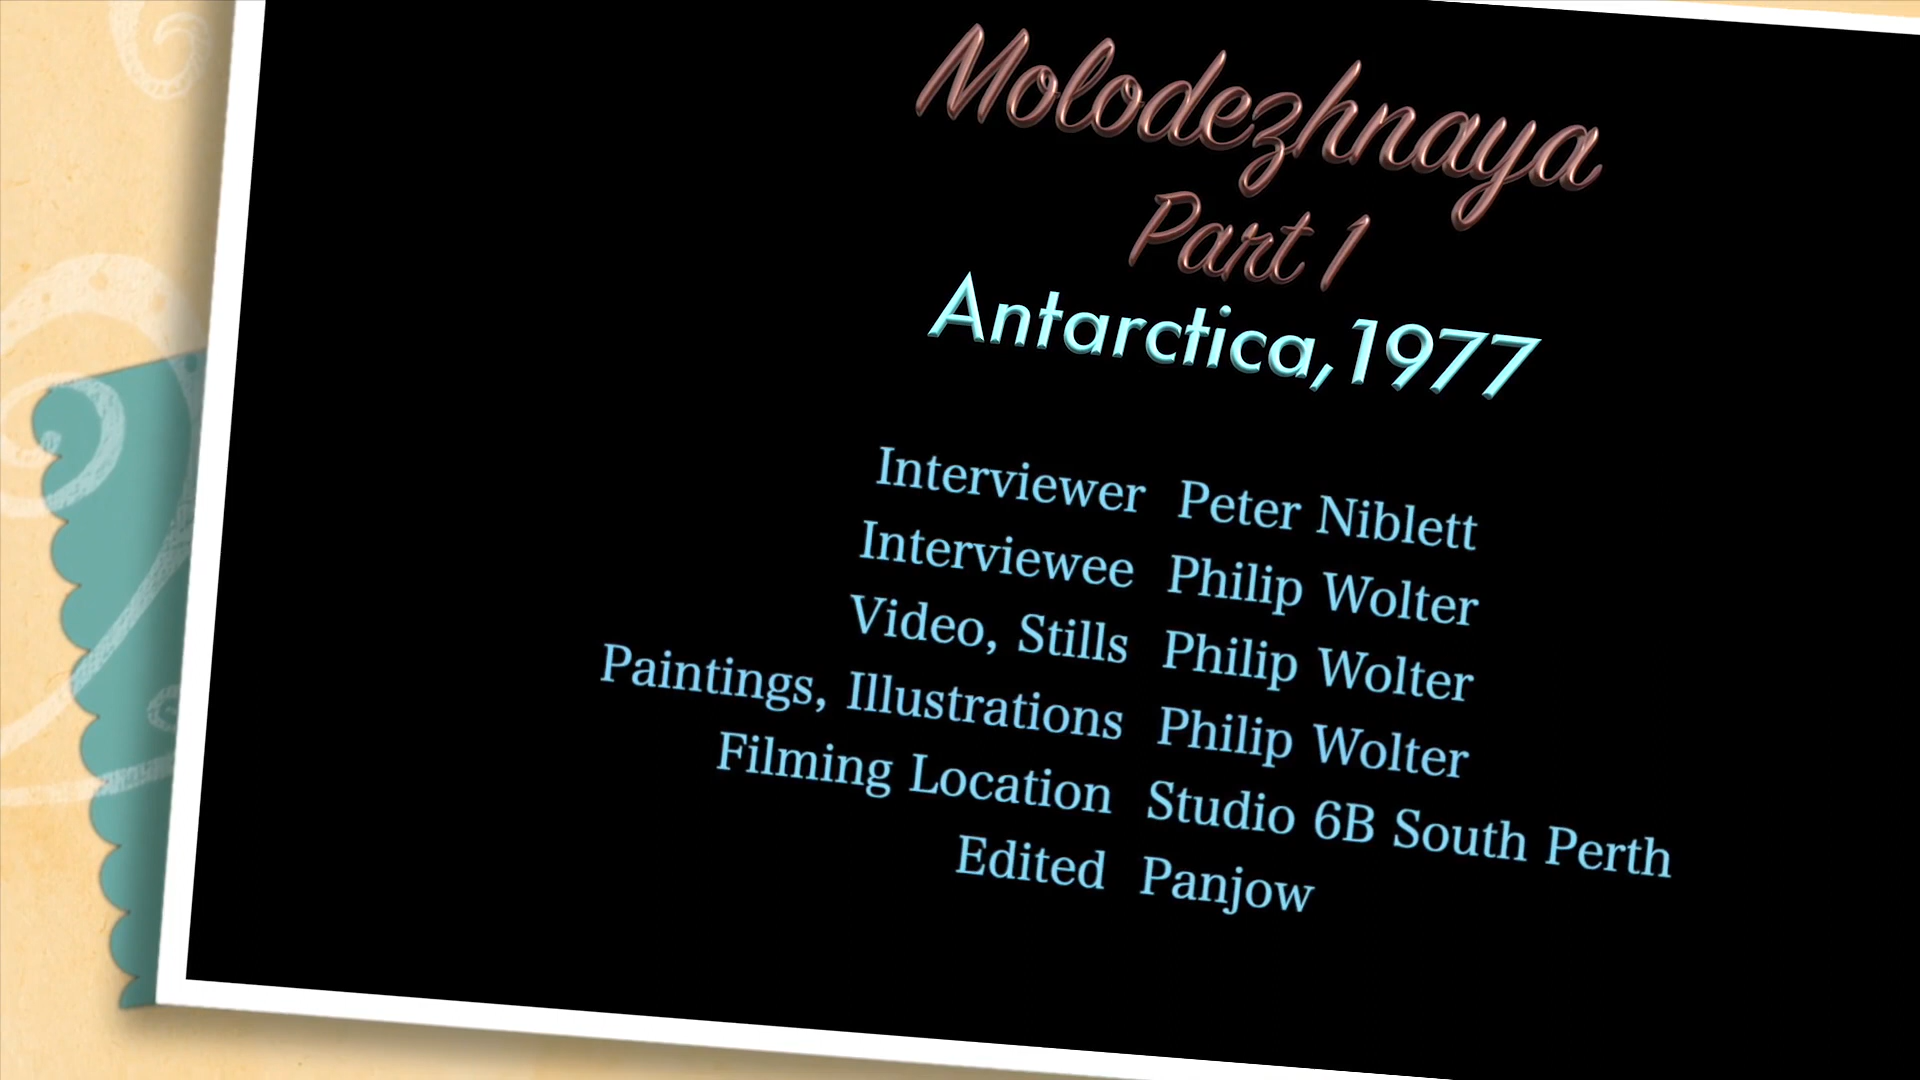 Molodezhnaya
Part 1
Antarctica,1977
Interviewer Peter Niblett
Interviewee Philip Wolter
Video, Stills Philip Wolter
Paintings, Illustrations Philip Wolter
Filming Location Studio 6B South Perth
Edited Panjow